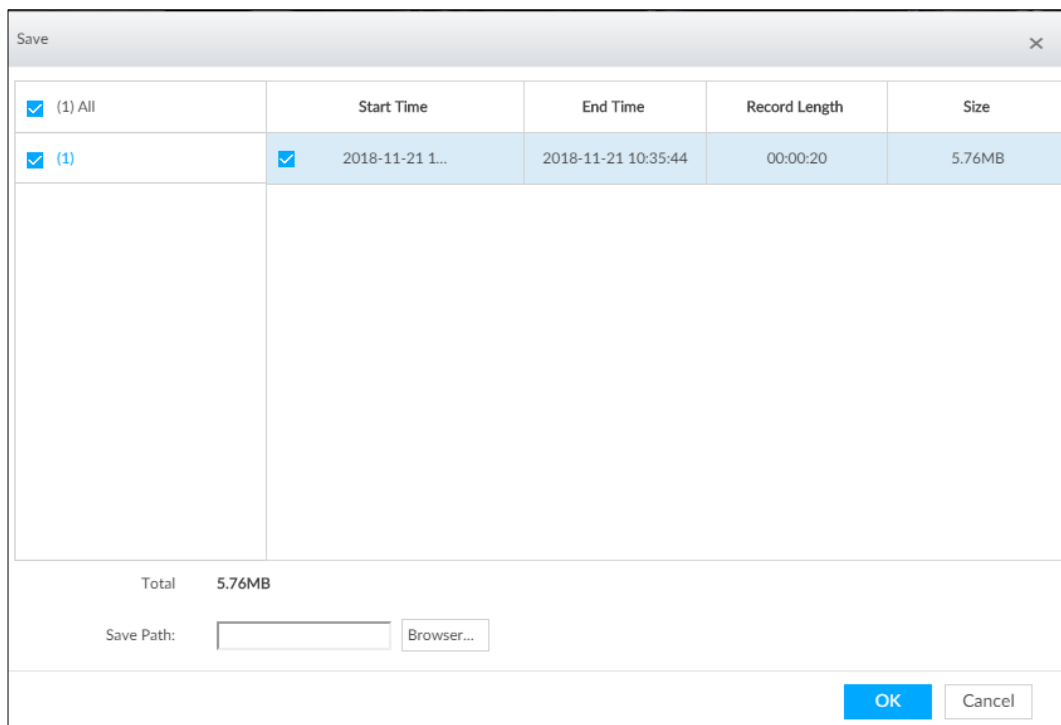 Save
(1) All Start Time End Time Record Length Size
(1) 2018-11-21 1... 2018-11-21 10:35:44 00:00:20 5.76MB
Total 5.76MB
Save Path: Browser...
OK Cancel